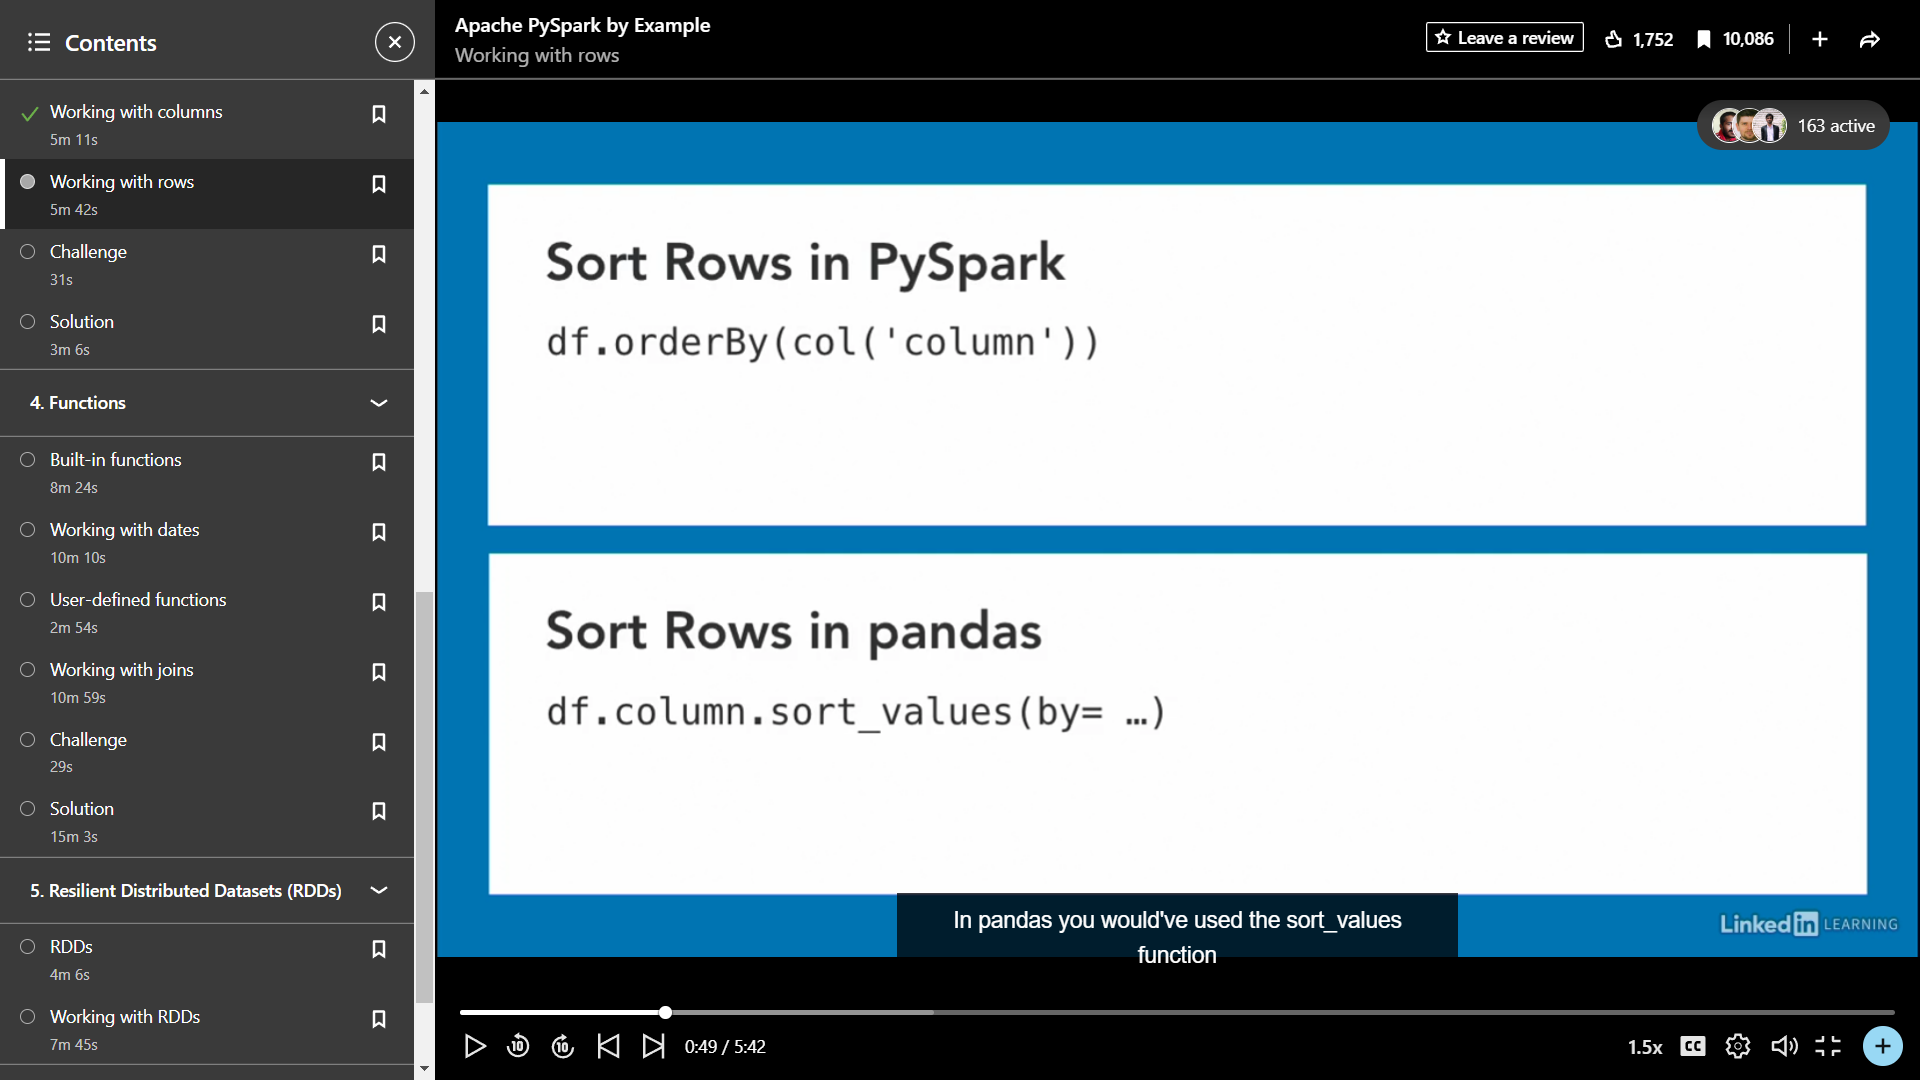 Contents
Working with columns
5m 11s
Working with rows
5m 42s
Challenge
31s
Solution
3m 6s
4. Functions
Built-in functions
8m 24s
Working with dates
10m 10s
User-defined functions
2m 54s
Working with joins
10m 59s
Challenge
29s
Solution
15m 3s
5. Resilient Distributed Datasets (RDDs)
RDDs
4m 6s
Working with RDDs
7m 45s
Apache PySpark by Example
Working with rows
Leave a review
1,752
10,086
163 active
Sort Rows in PySpark
df.orderBy(col('column'))
Sort Rows in pandas
df.column.sort_values(by= …)
In pandas you would've used the sort_values
function
Linked in LEARNING
10
10
0:49 / 5:42
1.5x
CC